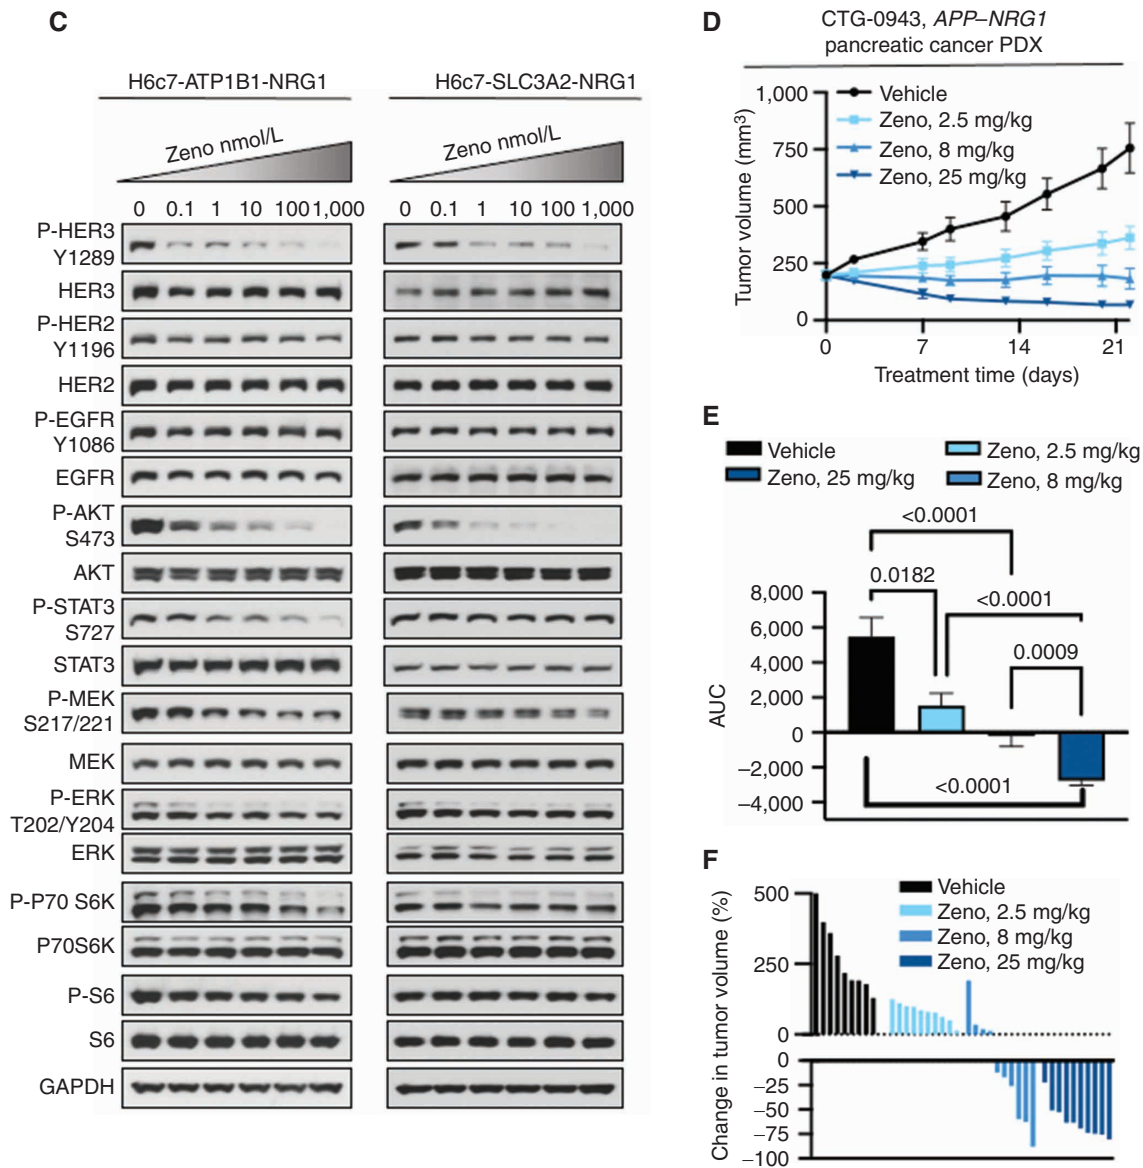 C
H6c7-ATP1B1-NRG1
H6c7-SLC3A2-NRG1
Zeno nmol/L
Zeno nmol/L
0 0.1 1 10 100 1,000
0 0.1 1 10 100 1,000
P-HER3
Y1289
HER3
P-HER2
Y1196
HER2
P-EGFR
Y1086
EGFR
P-AKT
S473
AKT
P-STAT3
S727
STAT3
P-MEK
S217/221
MEK
P-ERK
T202/Y204
ERK
P-P70 S6K
P70S6K
P-S6
S6
GAPDH
D
CTG-0943, APP–NRG1
pancreatic cancer PDX
Tumor volume (mm³)
1,000
750
500
250
0
Vehicle
Zeno, 2.5 mg/kg
Zeno, 8 mg/kg
Zeno, 25 mg/kg
0 7 14 21
Treatment time (days)
E
Vehicle
Zeno, 2.5 mg/kg
Zeno, 25 mg/kg
Zeno, 8 mg/kg
<0.0001
0.0182
<0.0001
0.0009
<0.0001
AUC
8,000
6,000
4,000
2,000
0
–2,000
–4,000
F
Vehicle
Zeno, 2.5 mg/kg
Zeno, 8 mg/kg
Zeno, 25 mg/kg
Change in tumor volume (%)
500
250
0
0
–25
–50
–75
–100